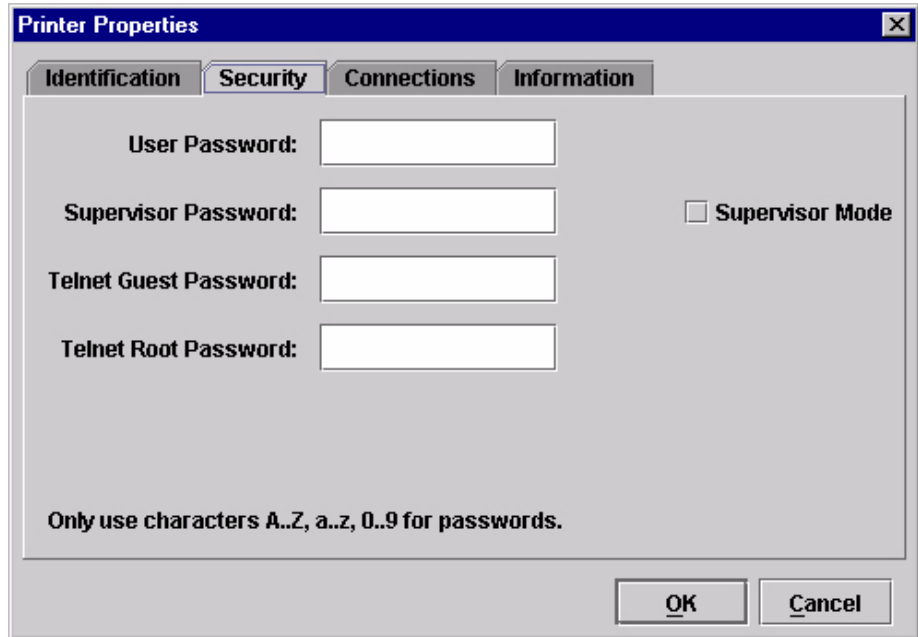 Printer Properties
Identification Security Connections Information
User Password:
Supervisor Password: Supervisor Mode
Telnet Guest Password:
Telnet Root Password:
Only use characters A..Z, a..z, 0..9 for passwords.
OK Cancel